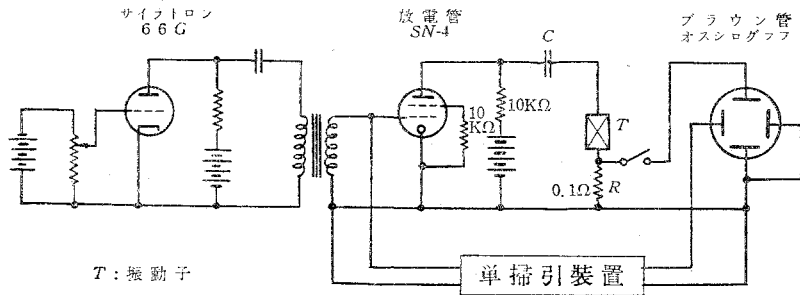 サイラトロン
66G
放電管
SN-4
C
ブラウン管
オスシログラフ
10
KΩ
10KΩ
T
0.1Ω
R
T:振動子
単掃引装置